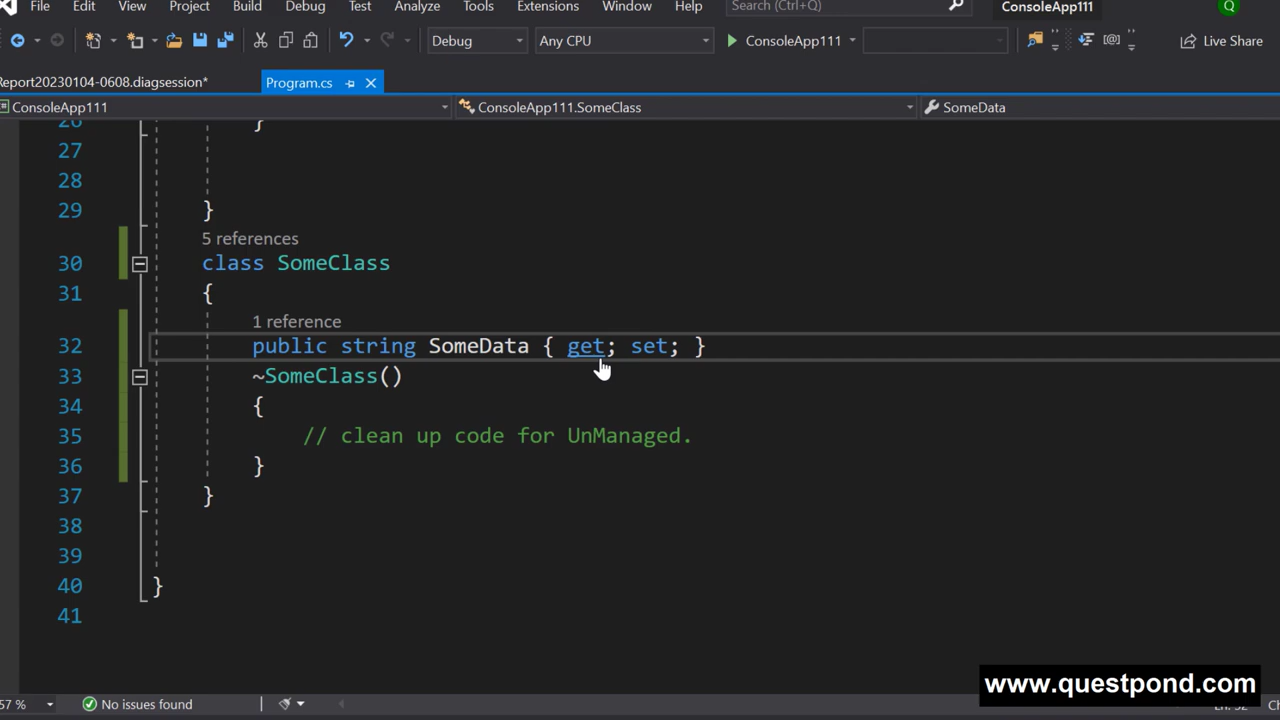 File Edit View Project Build Debug Test Analyze Tools Extensions Window Help Search (Ctrl+Q) ConsoleApp111 Q
Debug Any CPU ConsoleApp111 Live Share
Report20230104-0608.diagsession* Program.cs
ConsoleApp111 ConsoleApp111.SomeClass SomeData
26 }
27
28
29 }
5 references
30 class SomeClass
31 {
1 reference
32 public string SomeData { get; set; }
33 ~SomeClass()
34 {
35 // clean up code for UnManaged.
36 }
37 }
38
39
40 }
41
www.questpond.com
57 % No issues found